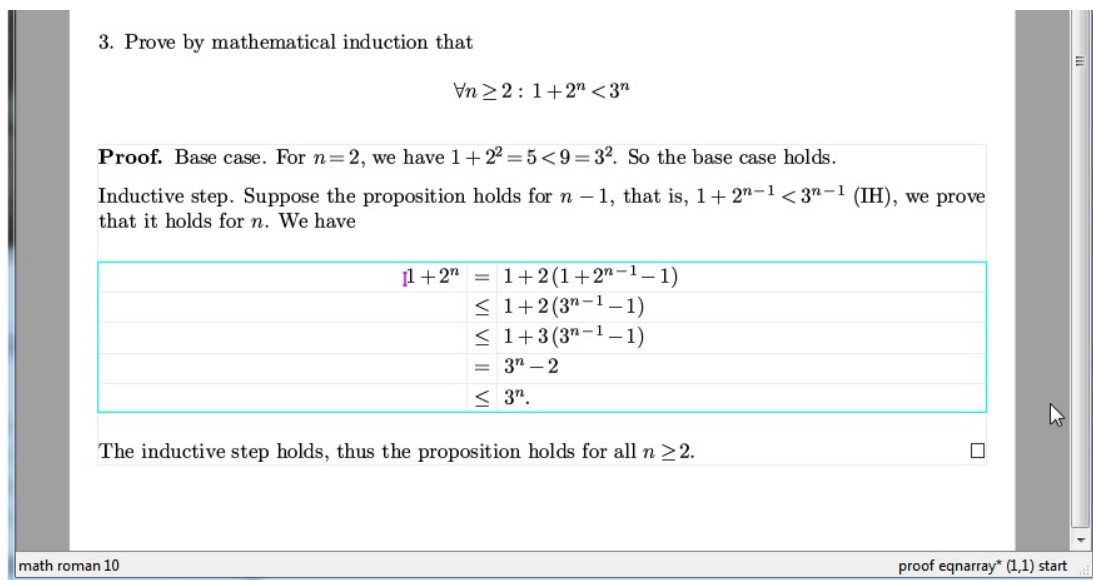 3. Prove by mathematical induction that
∀n ≥ 2 : 1 + 2ⁿ < 3ⁿ
Proof. Base case. For n = 2, we have 1 + 2² = 5 < 9 = 3². So the base case holds.
Inductive step. Suppose the proposition holds for n − 1, that is, 1 + 2ⁿ⁻¹ < 3ⁿ⁻¹ (IH), we prove
that it holds for n. We have
1 + 2ⁿ = 1 + 2(1 + 2ⁿ⁻¹ − 1)
≤ 1 + 2(3ⁿ⁻¹ − 1)
≤ 1 + 3(3ⁿ⁻¹ − 1)
= 3ⁿ − 2
≤ 3ⁿ.
The inductive step holds, thus the proposition holds for all n ≥ 2. □
math roman 10 proof eqnarray* (1,1) start